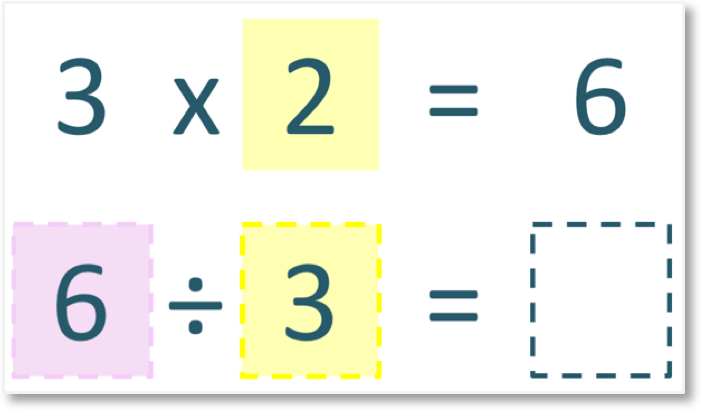 3 x 2 = 6
6 ÷ 3 =